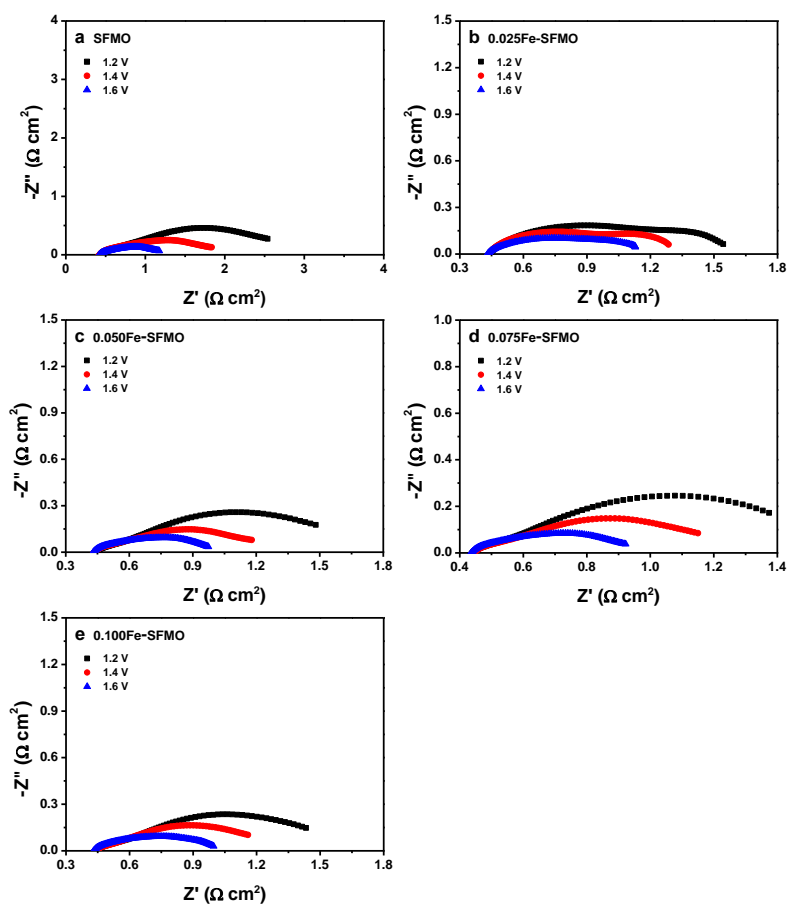 a SFMO
1.2 V
1.4 V
1.6 V
4
3
2
1
0
0 1 2 3 4
-Z'' (Ω cm²)
Z' (Ω cm²)
b 0.025Fe-SFMO
1.2 V
1.4 V
1.6 V
1.5
1.2
0.9
0.6
0.3
0.0
0.3 0.6 0.9 1.2 1.5 1.8
-Z'' (Ω cm²)
Z' (Ω cm²)
c 0.050Fe-SFMO
1.2 V
1.4 V
1.6 V
1.5
1.2
0.9
0.6
0.3
0.0
0.3 0.6 0.9 1.2 1.5 1.8
-Z'' (Ω cm²)
Z' (Ω cm²)
d 0.075Fe-SFMO
1.2 V
1.4 V
1.6 V
1.0
0.8
0.6
0.4
0.2
0.0
0.4 0.6 0.8 1.0 1.2 1.4
-Z'' (Ω cm²)
Z' (Ω cm²)
e 0.100Fe-SFMO
1.2 V
1.4 V
1.6 V
1.5
1.2
0.9
0.6
0.3
0.0
0.3 0.6 0.9 1.2 1.5 1.8
-Z'' (Ω cm²)
Z' (Ω cm²)